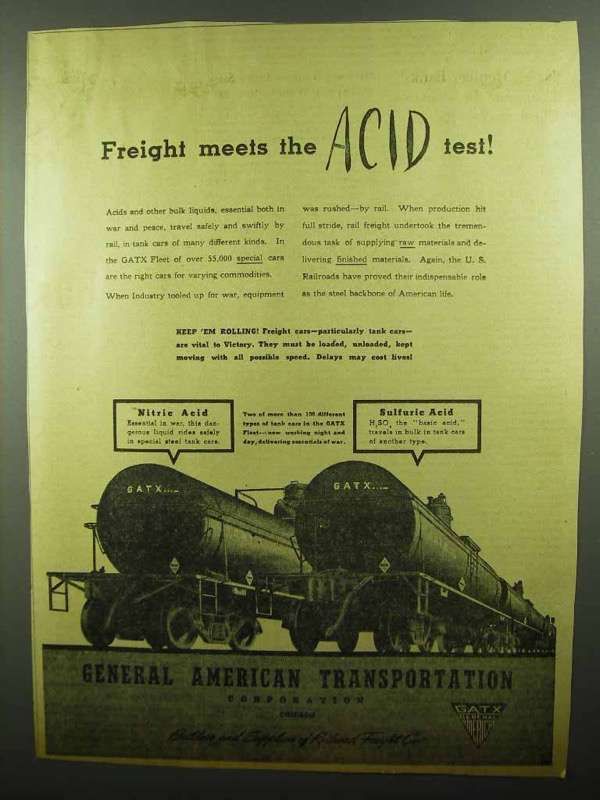 Freight meets the ACID test!
Acids and other bulk liquids, essential both in
war and peace, travel safely and swiftly by
rail, in tank cars of many different kinds. In
the GATX Fleet of over 55,000 special cars
are the right cars for varying commodities.
When Industry tooled up for war, equipment
was rushed—by rail. When production hit
full stride, rail freight undertook the tremen-
dous task of supplying raw materials and de-
livering finished materials. Again, the U. S.
Railroads have proved their indispensable role
as the steel backbone of American life.
KEEP 'EM ROLLING! Freight cars—particularly tank cars—
are vital to Victory. They must be loaded, unloaded, kept
moving with all possible speed. Delays may cost lives!
Nitric Acid
Essential in war, this dan-
gerous liquid rides safely
in special steel tank cars.
Two of more than 100 different
types of tank cars in the GATX
Fleet—now working night and
day, delivering essentials of war.
Sulfuric Acid
H2SO4 the "basic acid,"
travels in bulk in tank cars
of another type.
GATX
GATX
GENERAL AMERICAN TRANSPORTATION
CORPORATION
CHICAGO
Builders and Suppliers of Railroad Freight Cars
GATX
GENERAL
AMERICAN